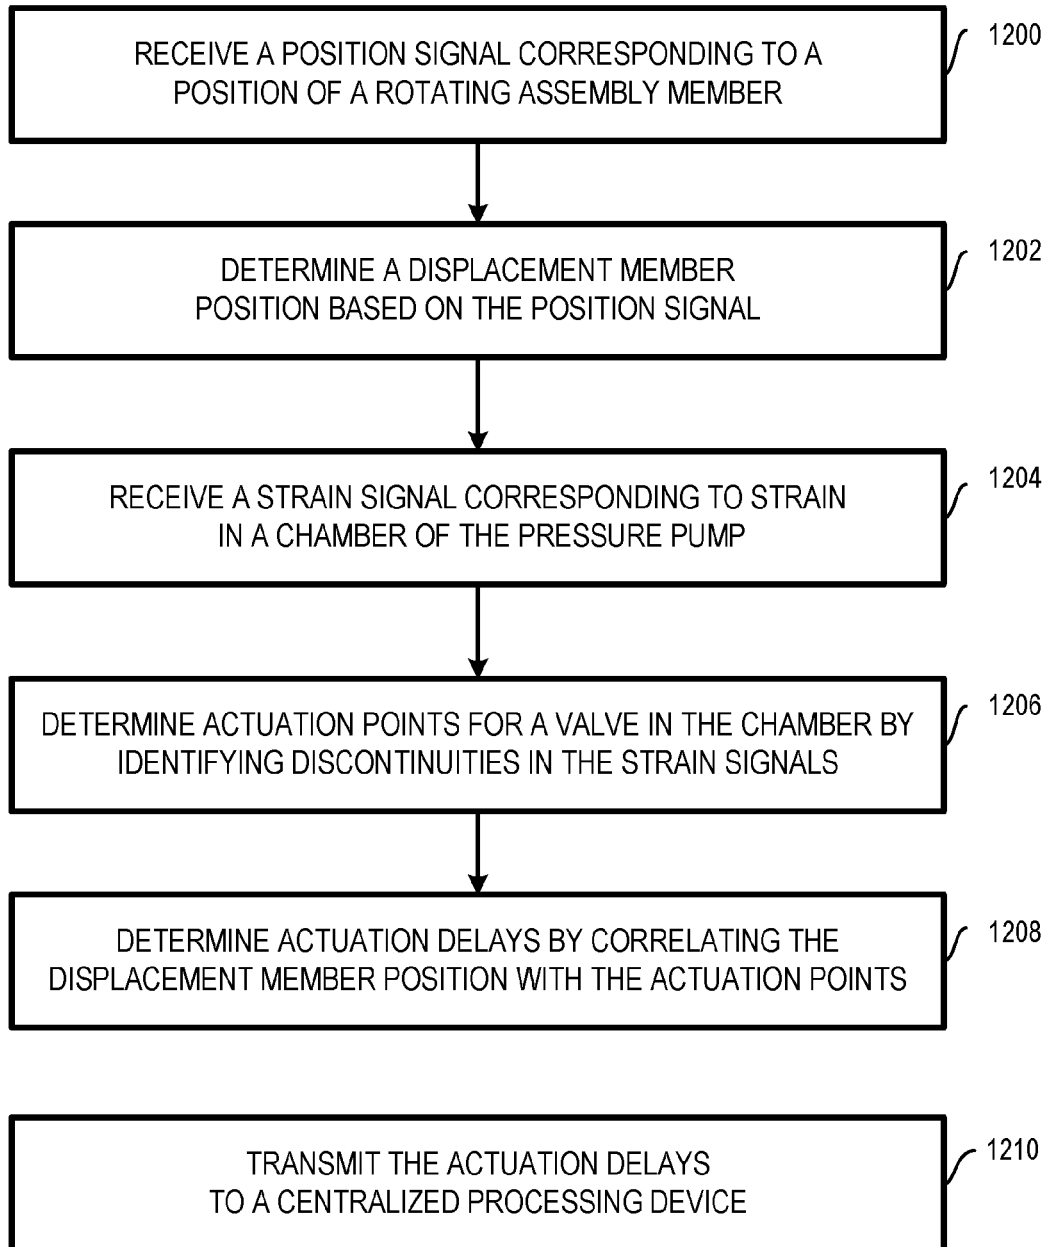 RECEIVE A POSITION SIGNAL CORRESPONDING TO A
POSITION OF A ROTATING ASSEMBLY MEMBER
1200
DETERMINE A DISPLACEMENT MEMBER
POSITION BASED ON THE POSITION SIGNAL
1202
RECEIVE A STRAIN SIGNAL CORRESPONDING TO STRAIN
IN A CHAMBER OF THE PRESSURE PUMP
1204
DETERMINE ACTUATION POINTS FOR A VALVE IN THE CHAMBER BY
IDENTIFYING DISCONTINUITIES IN THE STRAIN SIGNALS
1206
DETERMINE ACTUATION DELAYS BY CORRELATING THE
DISPLACEMENT MEMBER POSITION WITH THE ACTUATION POINTS
1208
TRANSMIT THE ACTUATION DELAYS
TO A CENTRALIZED PROCESSING DEVICE
1210